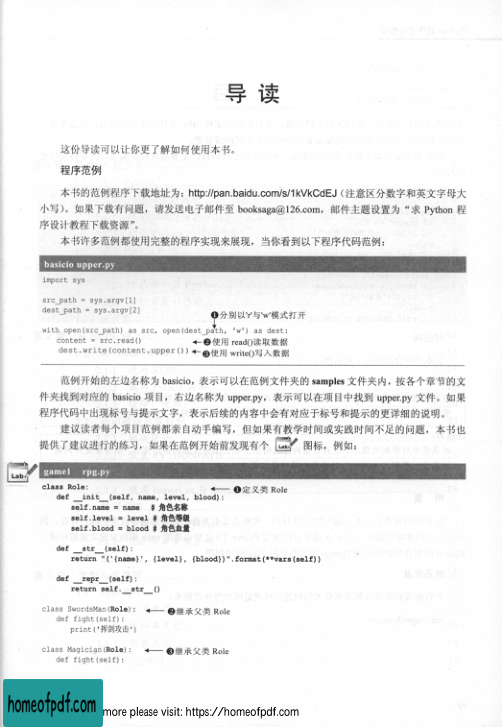 导 读
这份导读可以让你更了解如何使用本书。
程序范例
本书的范例程序下载地址为：http://pan.baidu.com/s/1kVkCdEJ（注意区分数字和英文字母大
小写）。如果下载有问题，请发送电子邮件至 booksaga@126.com，邮件主题设置为“求 Python 程
序设计教程下载资源”。
本书许多范例都使用完整的程序实现来展现，当你看到以下程序代码范例：
basicio upper.py
import sys
src_path = sys.argv[1]
dest_path = sys.argv[2]
❶分别以'r'与'w'模式打开
with open(src_path) as src, open(dest_path, 'w') as dest:
content = src.read() ←❷使用 read()读取数据
dest.write(content.upper()) ←❸使用 write()写入数据
范例开始的左边名称为 basicio，表示可以在范例文件夹的 samples 文件夹内，按各个章节的文
件夹找到对应的 basicio 项目，右边名称为 upper.py，表示可以在项目中找到 upper.py 文件。如果
程序代码中出现标号与提示文字，表示后续的内容中会有对应于标号和提示的更详细的说明。
建议读者每个项目范例都亲自动手编写，但如果有教学时间或实践时间不足的问题，本书也
提供了建议进行的练习，如果在范例开始前发现有个 Lab 图标，例如：
Lab
game1 rpg.py
class Role: ← ❶定义类 Role
def __init__(self, name, level, blood):
self.name = name # 角色名称
self.level = level # 角色等级
self.blood = blood # 角色血量
def __str__(self):
return "('{name}', {level}, {blood})".format(**vars(self))
def __repr__(self):
return self.__str__()
class SwordsMan(Role): ← ❷继承父类 Role
def fight(self):
print('挥剑攻击')
class Magician(Role): ← ❸继承父类 Role
def fight(self):
homeofpdf.com
more please visit: https://homeofpdf.com